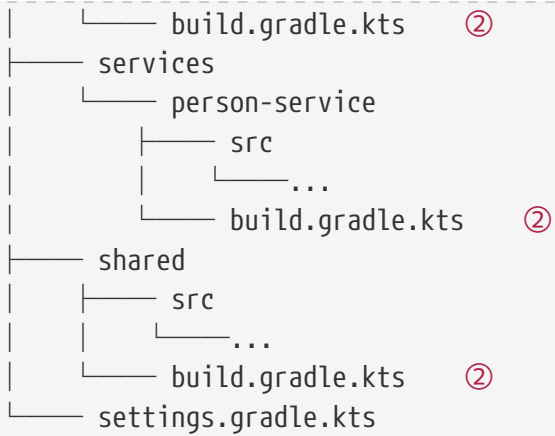 │     └──── build.gradle.kts    ②
├──── services
│     └──── person-service
│           ├──── src
│           │     └────...
│           └──── build.gradle.kts    ②
├──── shared
│     ├──── src
│     │     └────...
│     └──── build.gradle.kts    ②
└──── settings.gradle.kts